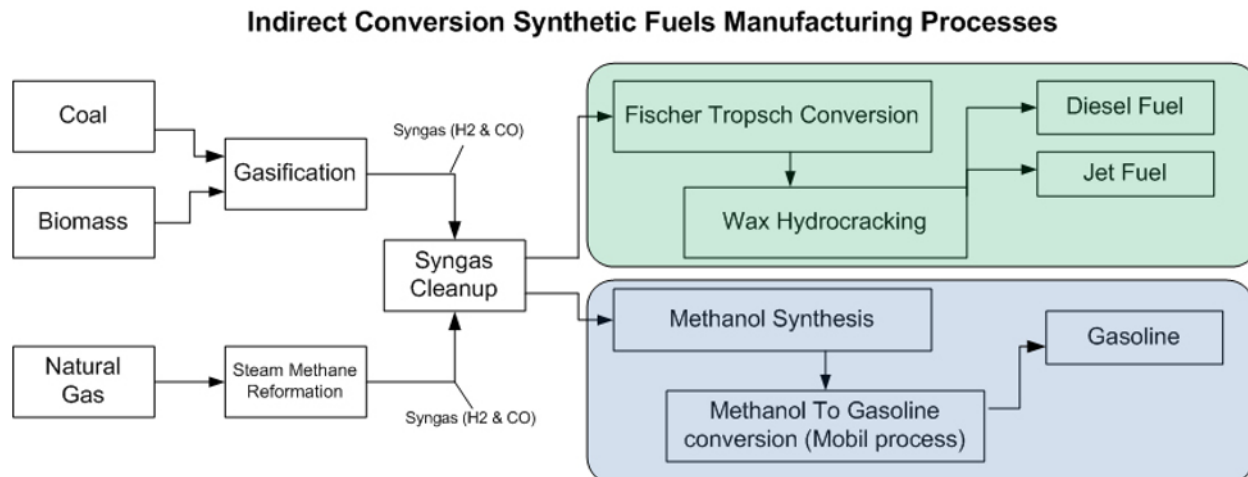 Indirect Conversion Synthetic Fuels Manufacturing Processes
Coal
Biomass
Gasification
Syngas (H2 & CO)
Natural
Gas
Steam Methane
Reformation
Syngas (H2 & CO)
Syngas
Cleanup
Fischer Tropsch Conversion
Wax Hydrocracking
Diesel Fuel
Jet Fuel
Methanol Synthesis
Methanol To Gasoline
conversion (Mobil process)
Gasoline